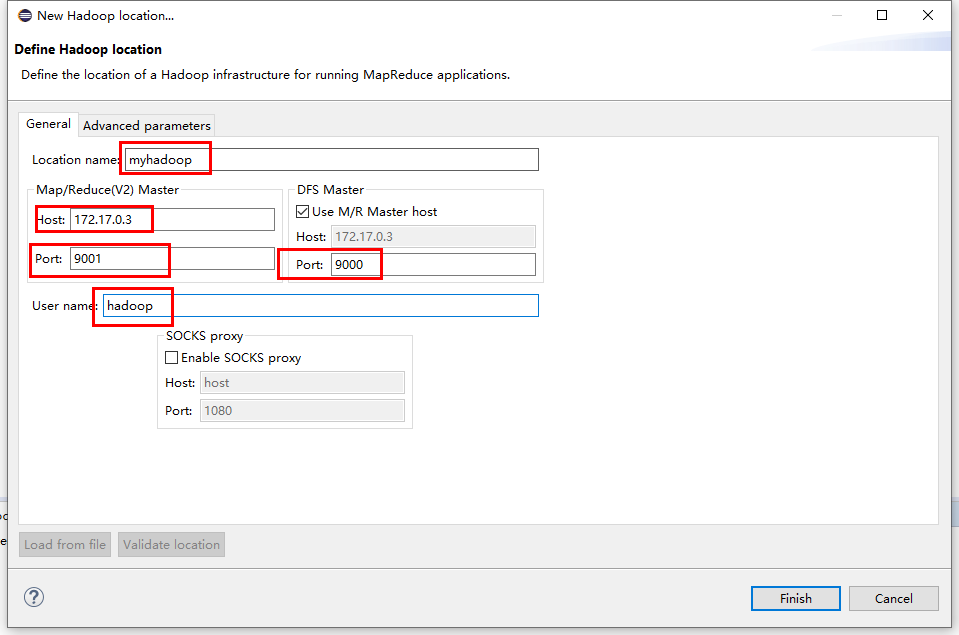 New Hadoop location...
Define Hadoop location
Define the location of a Hadoop infrastructure for running MapReduce applications.
General
Advanced parameters
Location name: myhadoop
Map/Reduce(V2) Master
Host: 172.17.0.3
Port: 9001
DFS Master
Use M/R Master host
Host: 172.17.0.3
Port: 9000
User name: hadoop
SOCKS proxy
Enable SOCKS proxy
Host: host
Port: 1080
Load from file
Validate location
?
Finish
Cancel